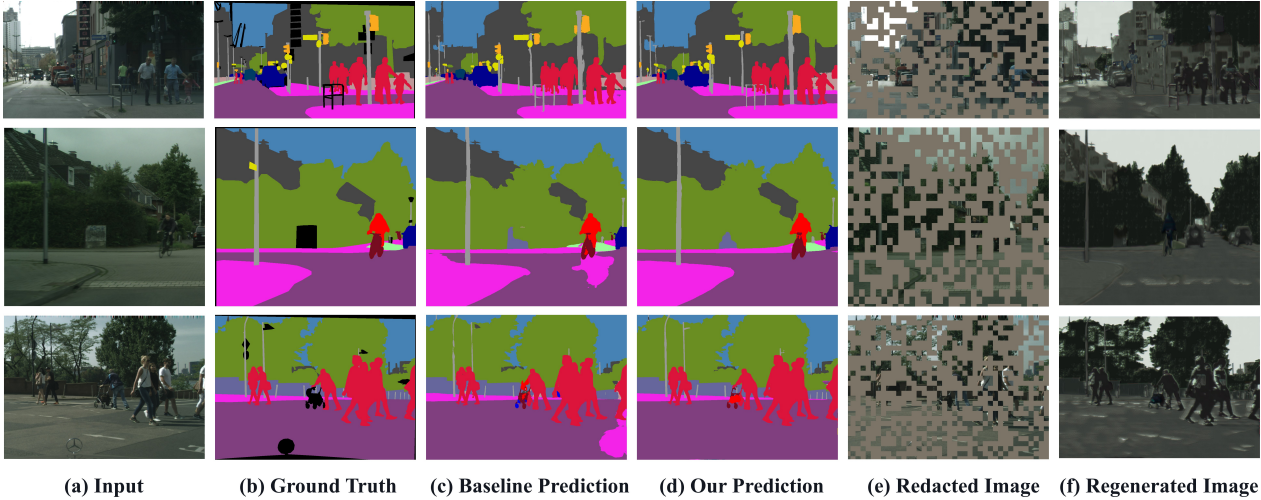 (a) Input (b) Ground Truth (c) Baseline Prediction (d) Our Prediction (e) Redacted Image (f) Regenerated Image